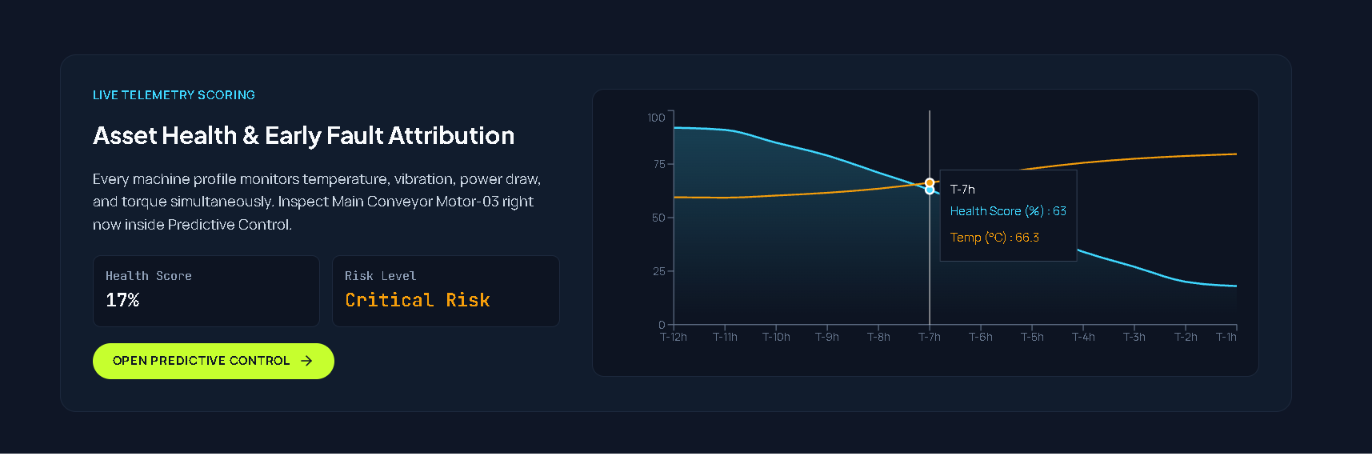 LIVE TELEMETRY SCORING
Asset Health & Early Fault Attribution
Every machine profile monitors temperature, vibration, power draw,
and torque simultaneously. Inspect Main Conveyor Motor-03 right
now inside Predictive Control.
Health Score
17%
Risk Level
Critical Risk
OPEN PREDICTIVE CONTROL →
100
75
50
25
0
T-7h
Health Score (%) : 63
Temp (°C) : 66.3
T-12h T-11h T-10h T-9h T-8h T-7h T-6h T-5h T-4h T-3h T-2h T-1h